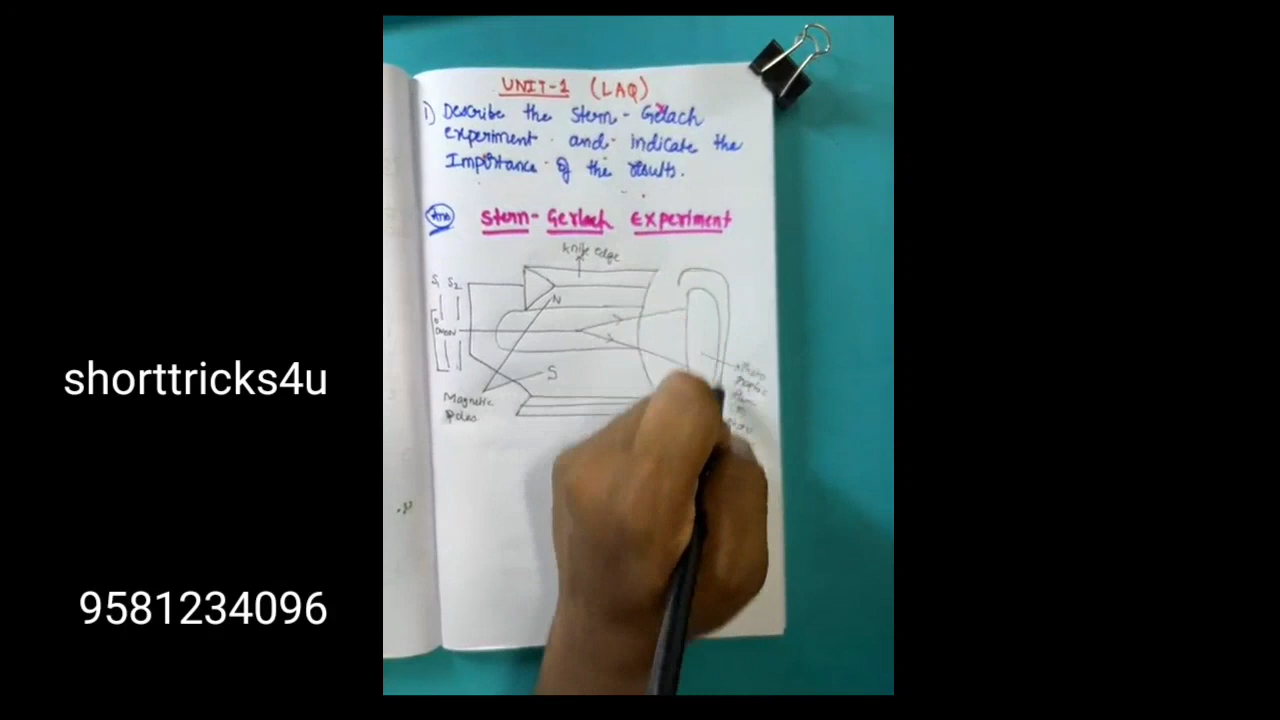 UNIT-1 (LAQ)
1) Describe the Stern-Gerlach
experiment and indicate the
Importance of the results.
Ans Stern-Gerlach Experiment
Knife edge
S1 S2
N
OVEN
S
Magnetic
Poles
shorttricks4u
9581234096